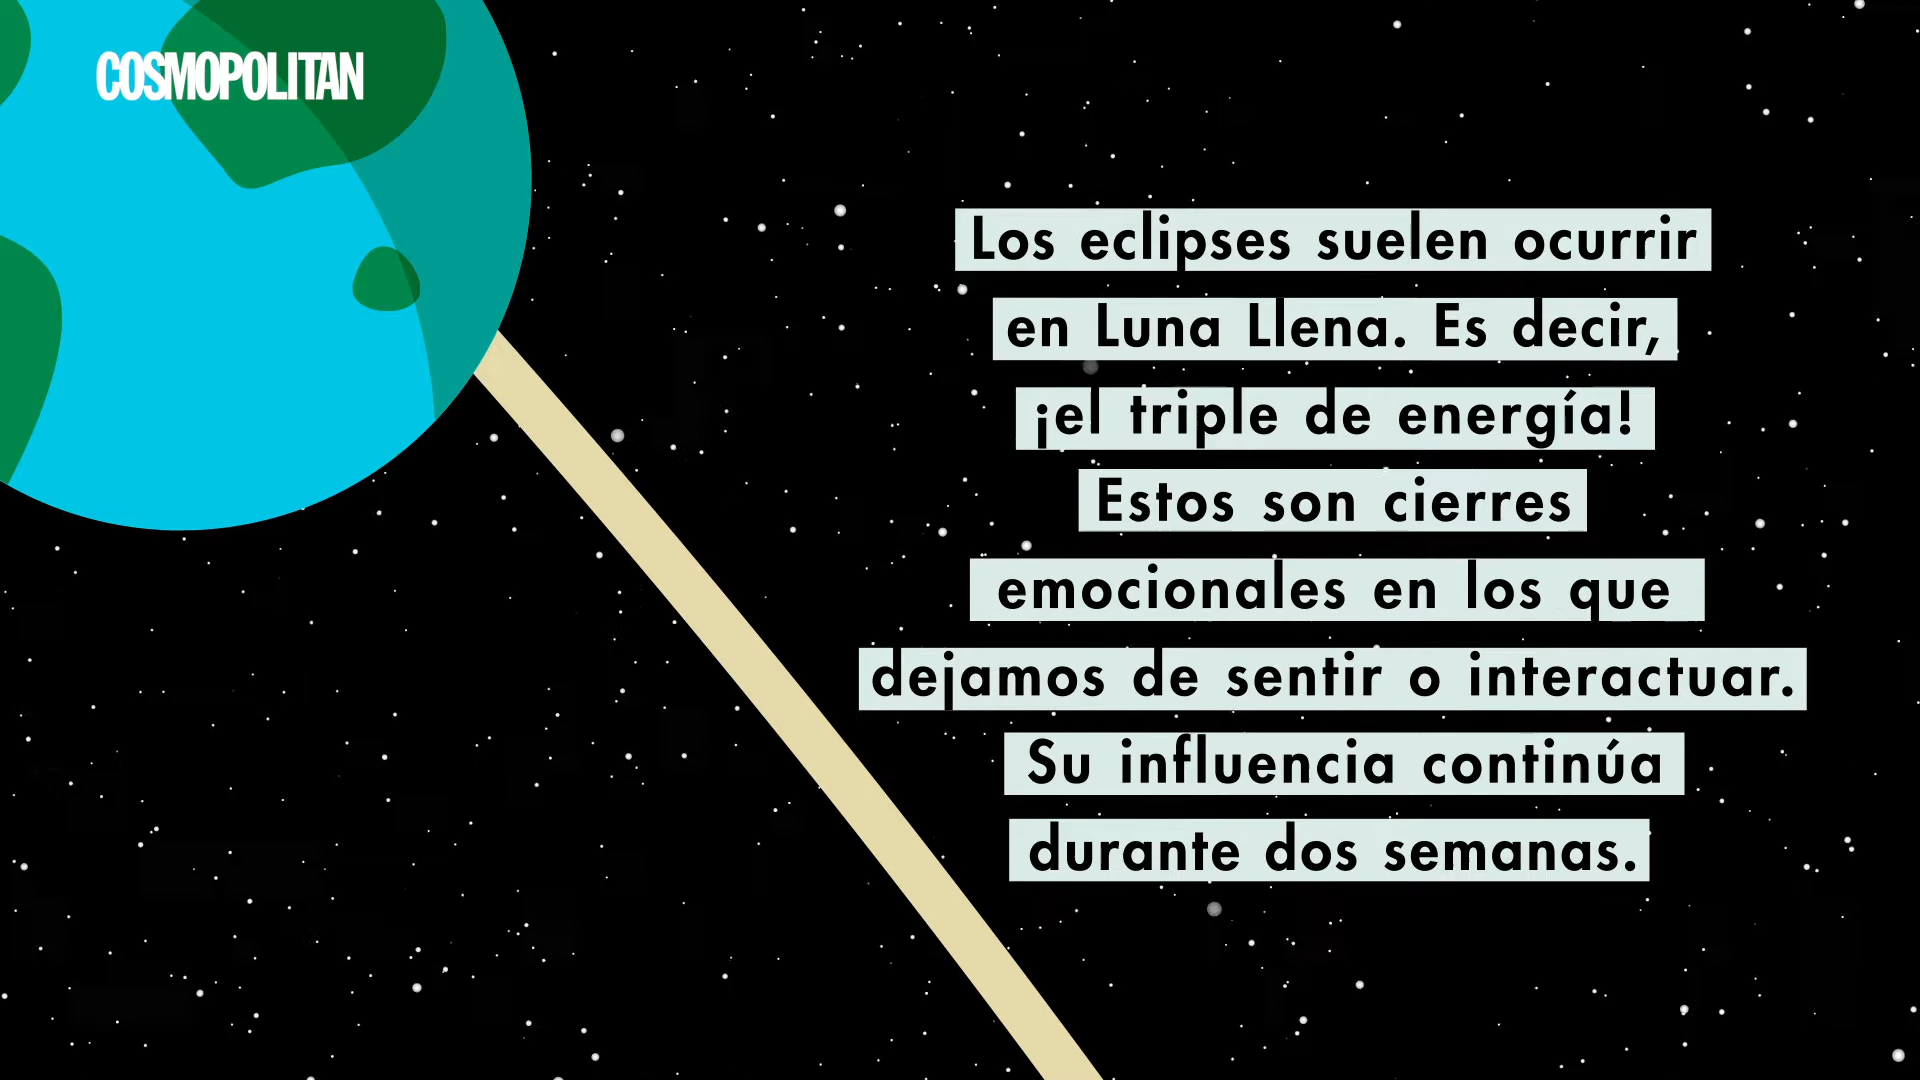 COSMOPOLITAN
Los eclipses suelen ocurrir
en Luna Llena. Es decir,
¡el triple de energía!
Estos son cierres
emocionales en los que
dejamos de sentir o interactuar.
Su influencia continúa
durante dos semanas.